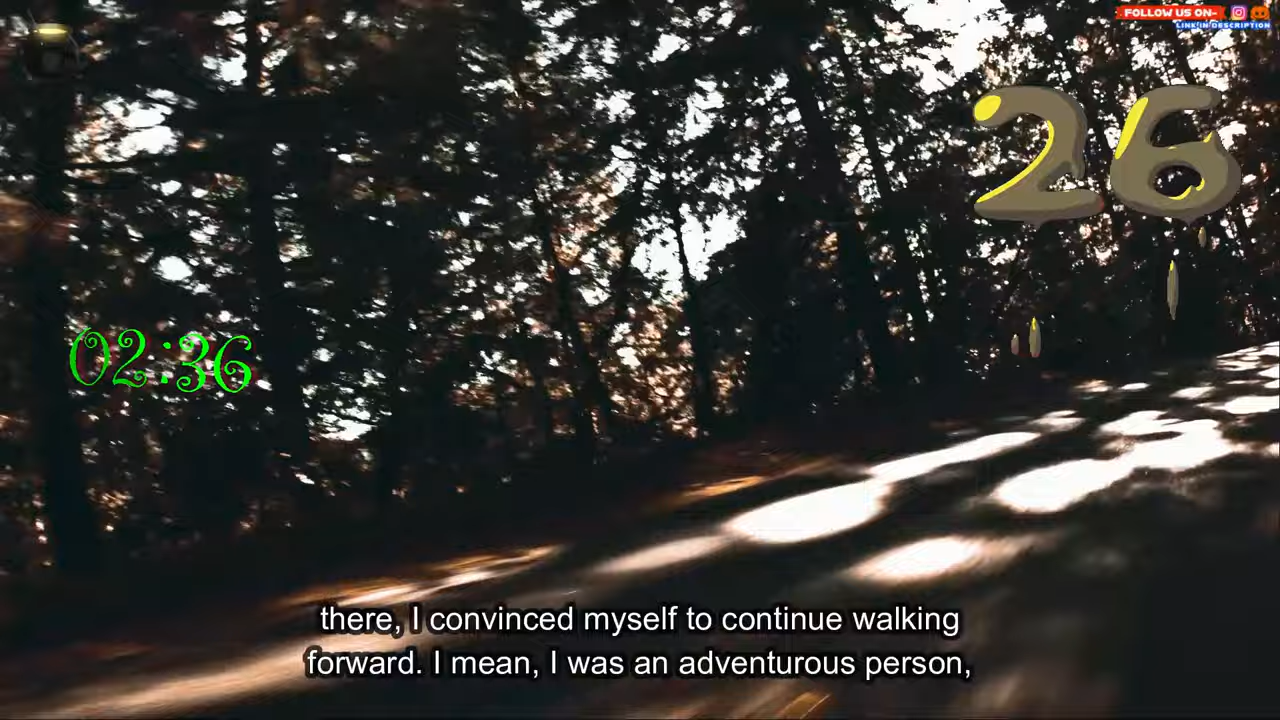 FOLLOW US ON-
LINK IN DESCRIPTION
26
02:36
there, I convinced myself to continue walking
forward. I mean, I was an adventurous person,